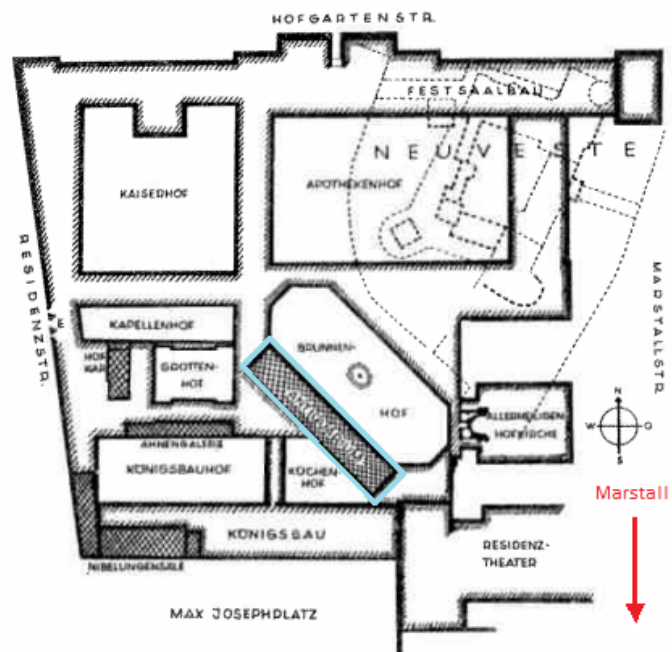 HOFGARTENSTR.
FESTSAALBAU
NEUVESTE
KAISERHOF
APOTHEKENHOF
RESIDENZSTR.
MARSTALLSTR.
KAPELLENHOF
BRUNNEN-
HOF
HOF
GROTTEN-
HOF
ALLERHEILIGEN
HOFKIRCHE
N
W
O
S
AHNENGALERIE
KÖNIGSBAUHOF
KÜCHEN-
HOF
Marstall
KÖNIGSBAU
RESIDENZ-
THEATER
NIBELUNGENSÄLE
MAX JOSEPHPLATZ